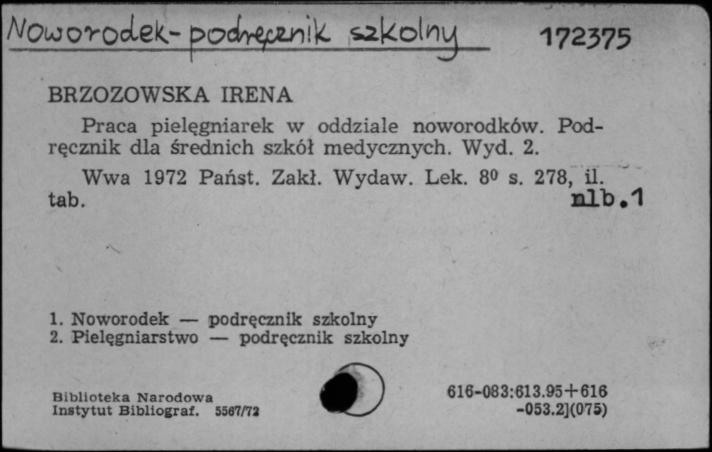 Noworodek - podręcznik szkolny 172375
BRZOZOWSKA IRENA
Praca pielęgniarek w oddziale noworodków. Pod-
ręcznik dla średnich szkół medycznych. Wyd. 2.
Wwa 1972 Państ. Zakł. Wydaw. Lek. 8⁰ s. 278, il.
tab. nlb.1
1. Noworodek — podręcznik szkolny
2. Pielęgniarstwo — podręcznik szkolny
Biblioteka Narodowa 616-083:613.95+616
Instytut Bibliograf. 5567/72 -053.2](075)